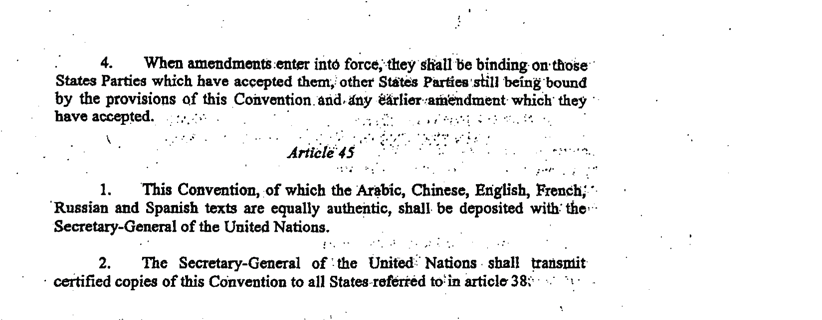 4. When amendments enter into force, they shall be binding on those
States Parties which have accepted them, other States Parties still being bound
by the provisions of this Convention and any earlier amendment which they
have accepted.
Article 45
1. This Convention, of which the Arabic, Chinese, English, French,
Russian and Spanish texts are equally authentic, shall be deposited with the
Secretary-General of the United Nations.
2. The Secretary-General of the United Nations shall transmit
certified copies of this Convention to all States referred to in article 38.